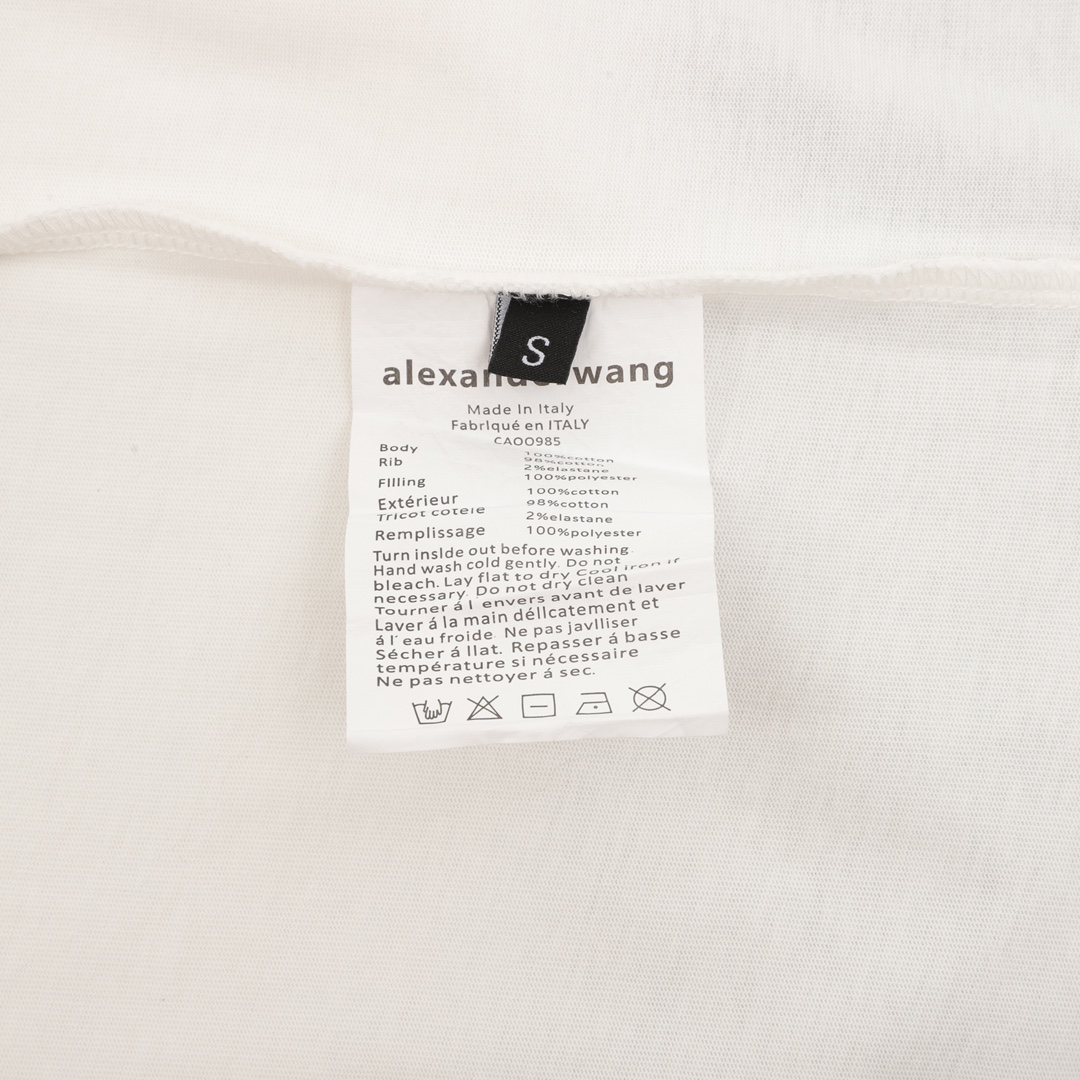 S
alexanderwang
Made In Italy
Fabrlqué en ITALY
CAOO985
Body 100%cotton
Rib 98%cotton
2%elastane
FIlling 100%polyester
Extérieur 100%cotton
Tricot cotele 98%cotton
2%elastane
Remplissage 100%polyester
Turn inslde out before washing.
Hand wash cold gently. Do not
bleach. Lay flat to dry Cool iron if
necessary. Do not dry clean
Tourner á l'envers avant de laver
Laver á la main déllcatement et
á l'eau froide. Ne pas javlliser
Sécher á llat. Repasser á basse
température si nécessaire
Ne pas nettoyer á sec.